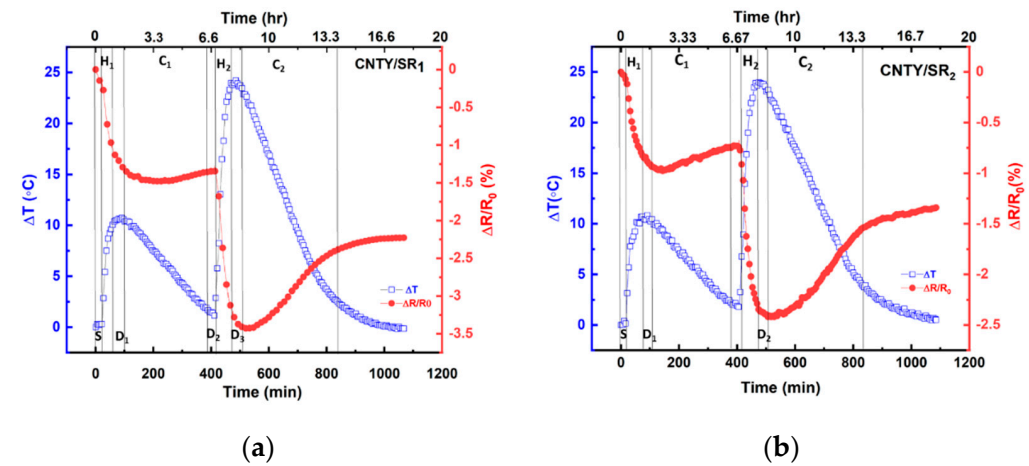 Time (hr)
0 3.3 6.6 10 13.3 16.6 20
H1 C1 H2 C2 CNTY/SR1
ΔT (◦C)
25
20
15
10
5
0
0
-0.5
-1.0
-1.5
-2.0
-2.5
-3.0
-3.5
ΔR/R0 (%)
ΔT
ΔR/R0
S D1 D2 D3
0 200 400 600 800 1000 1200
Time (min)
(a)
Time (hr)
0 3.33 6.67 10 13.3 16.7 20
H1 C1 H2 C2 CNTY/SR2
ΔT(◦C)
25
20
15
10
5
0
0
-0.5
-1.0
-1.5
-2.0
-2.5
ΔR/R0(%)
ΔT
ΔR/R0
S D1 D2
0 200 400 600 800 1000 1200
Time (min)
(b)